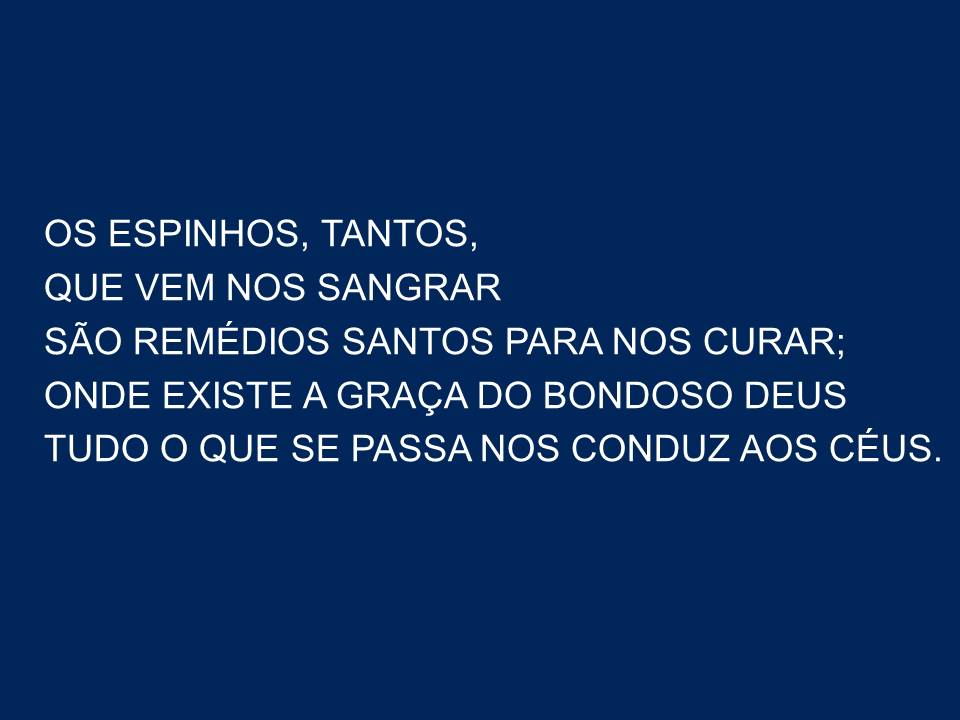 OS ESPINHOS, TANTOS,
QUE VEM NOS SANGRAR
SÃO REMÉDIOS SANTOS PARA NOS CURAR;
ONDE EXISTE A GRAÇA DO BONDOSO DEUS
TUDO O QUE SE PASSA NOS CONDUZ AOS CÉUS.